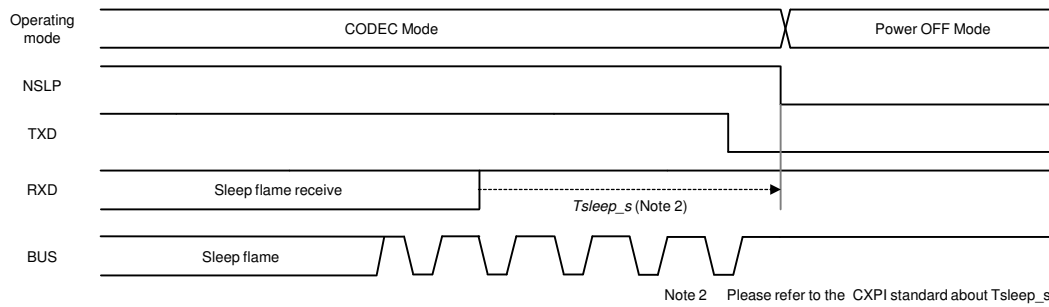 Operating
mode
CODEC Mode
Power OFF Mode
NSLP
TXD
RXD
Sleep flame receive
Tsleep_s (Note 2)
BUS
Sleep flame
Note 2 Please refer to the CXPI standard about Tsleep_s